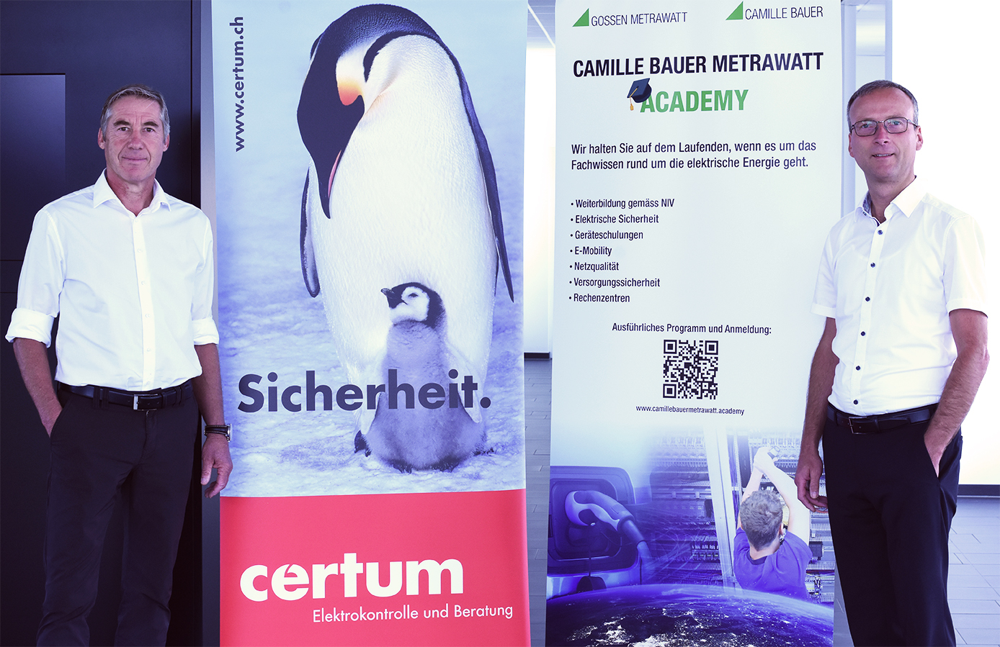 www.certum.ch
Sicherheit.
certum
Elektrokontrolle und Beratung
GOSSEN METRAWATT
CAMILLE BAUER
CAMILLE BAUER METRAWATT
ACADEMY
Wir halten Sie auf dem Laufenden, wenn es um das
Fachwissen rund um die elektrische Energie geht.
• Weiterbildung gemäss NIV
• Elektrische Sicherheit
• Geräteschulungen
• E-Mobility
• Netzqualität
• Versorgungssicherheit
• Rechenzentren
Ausführliches Programm und Anmeldung:
www.camillebauermetrawatt.academy